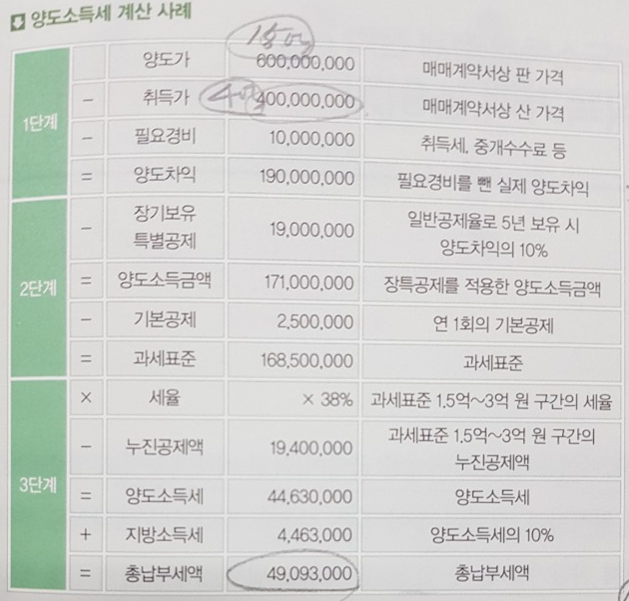 양도소득세 계산 사례
15억
1단계
양도가 600,000,000 매매계약서상 판 가격
− 취득가 4억 400,000,000 매매계약서상 산 가격
− 필요경비 10,000,000 취득세, 중개수수료 등
= 양도차익 190,000,000 필요경비를 뺀 실제 양도차익
2단계
− 장기보유 특별공제 19,000,000 일반공제율로 5년 보유 시
양도차익의 10%
= 양도소득금액 171,000,000 장특공제를 적용한 양도소득금액
− 기본공제 2,500,000 연 1회의 기본공제
= 과세표준 168,500,000 과세표준
3단계
× 세율 × 38% 과세표준 1.5억~3억 원 구간의 세율
− 누진공제액 19,400,000 과세표준 1.5억~3억 원 구간의
누진공제액
= 양도소득세 44,630,000 양도소득세
+ 지방소득세 4,463,000 양도소득세의 10%
= 총납부세액 49,093,000 총납부세액